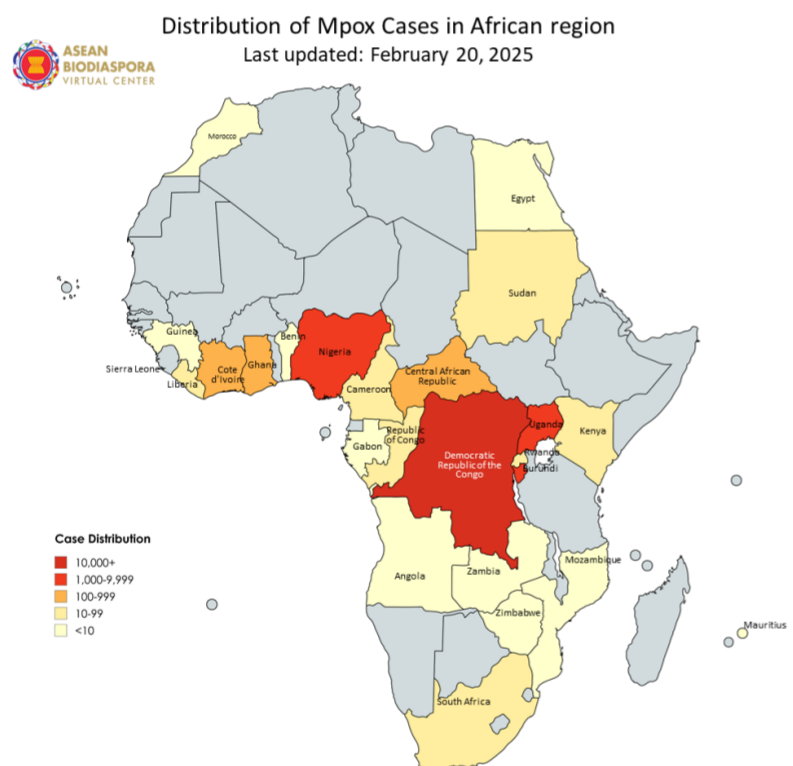 Distribution of Mpox Cases in African region
Last updated: February 20, 2025
ASEAN
BIODIASPORA
VIRTUAL CENTER
Morocco
Egypt
Sudan
Guinea
Benin
Nigeria
Sierra Leone
Liberia
Cote
d'Ivoire
Ghana
Central African
Republic
Cameroon
Republic
of Congo
Gabon
Democratic
Republic of the
Congo
Uganda
Kenya
Rwanda
Burundi
Case Distribution
10,000+
1,000-9,999
100-999
10-99
<10
Angola
Zambia
Mozambique
Zimbabwe
Mauritius
South Africa